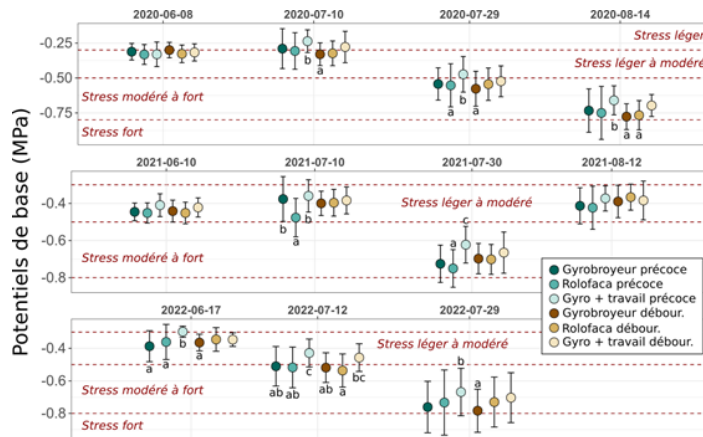 2020-06-08 2020-07-10 2020-07-29 2020-08-14
Potentiels de base (MPa)
-0.25
-0.50
-0.75
Stress léger
Stress léger à modéré
Stress modéré à fort
Stress fort
b
a
a
b
a
b
a
a
2021-06-10 2021-07-10 2021-07-30 2021-08-12
-0.4
-0.6
-0.8
Stress léger à modéré
Stress modéré à fort
b
a
b
a
c
Gyrobroyeur précoce
Rolofaca précoce
Gyro + travail précoce
Gyrobroyeur débour.
Rolofaca débour.
Gyro + travail débour.
2022-06-17 2022-07-12 2022-07-29
-0.4
-0.6
-0.8
Stress léger à modéré
Stress modéré à fort
Stress fort
a
a
b
a
ab
ab
c
ab
a
bc
b
a